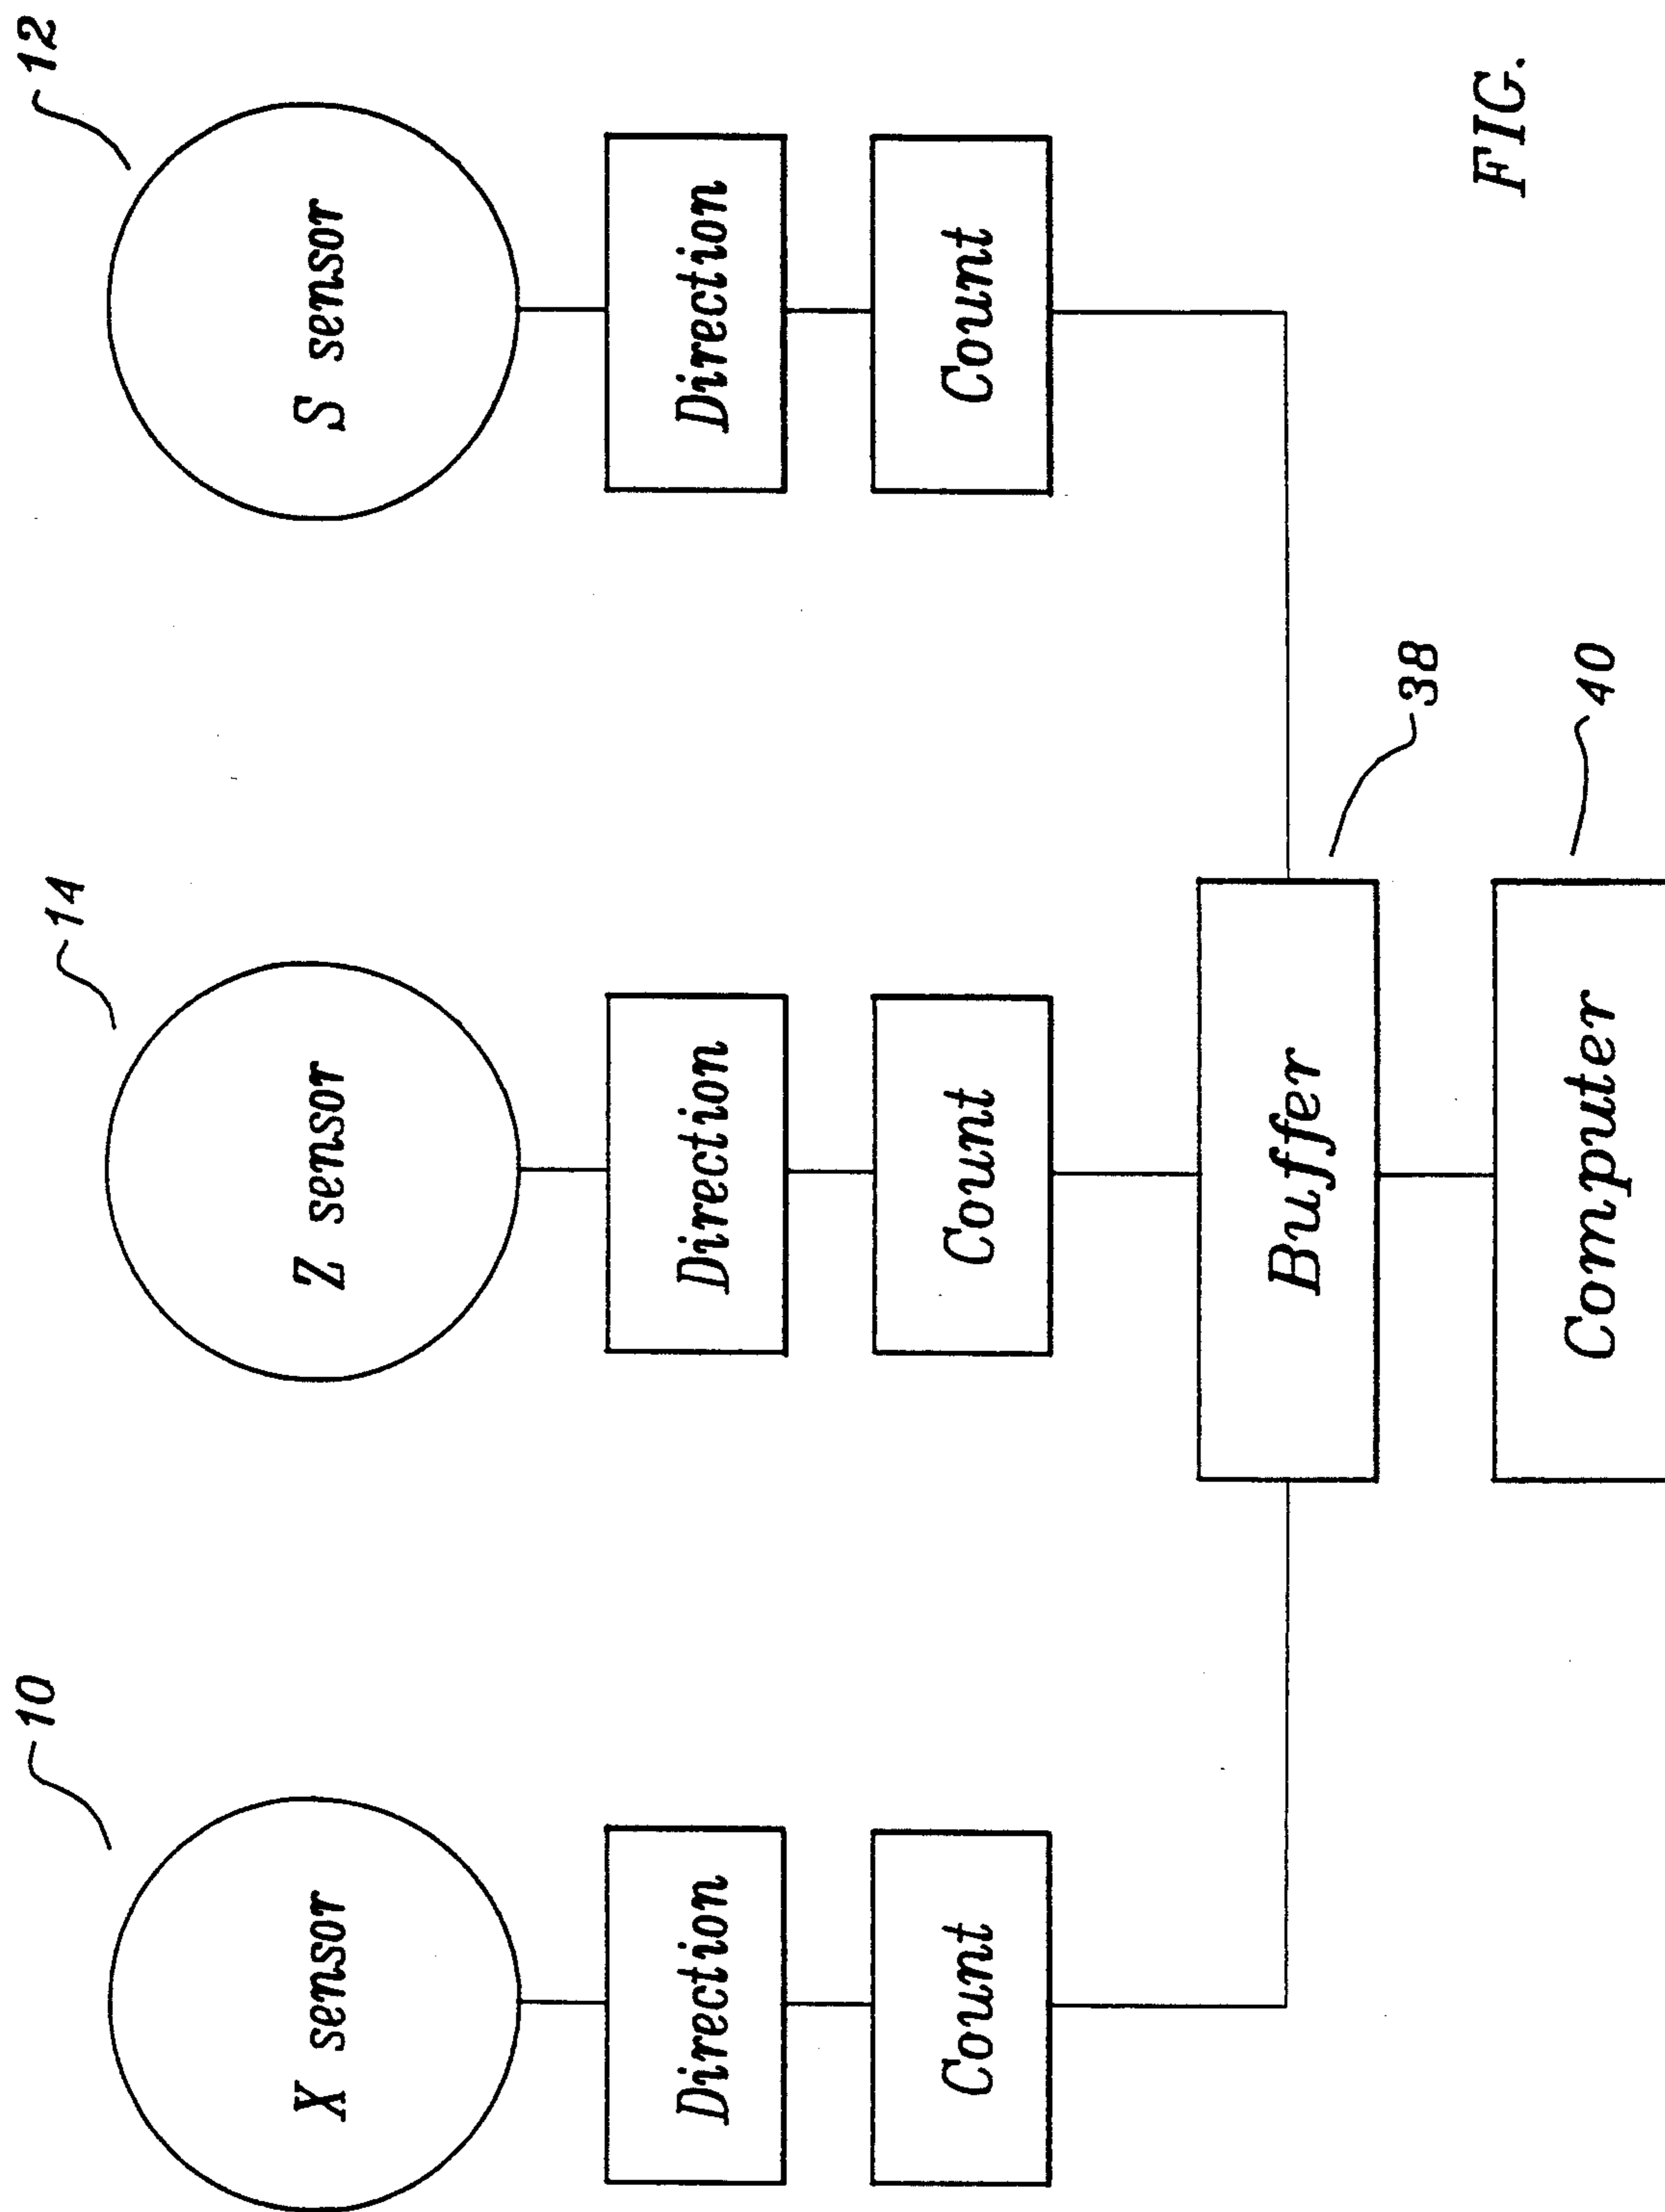 10
14
12
X sensor
Z sensor
S sensor
Direction
Direction
Direction
Count
Count
Count
Buffer
38
Computer
40
FIG.